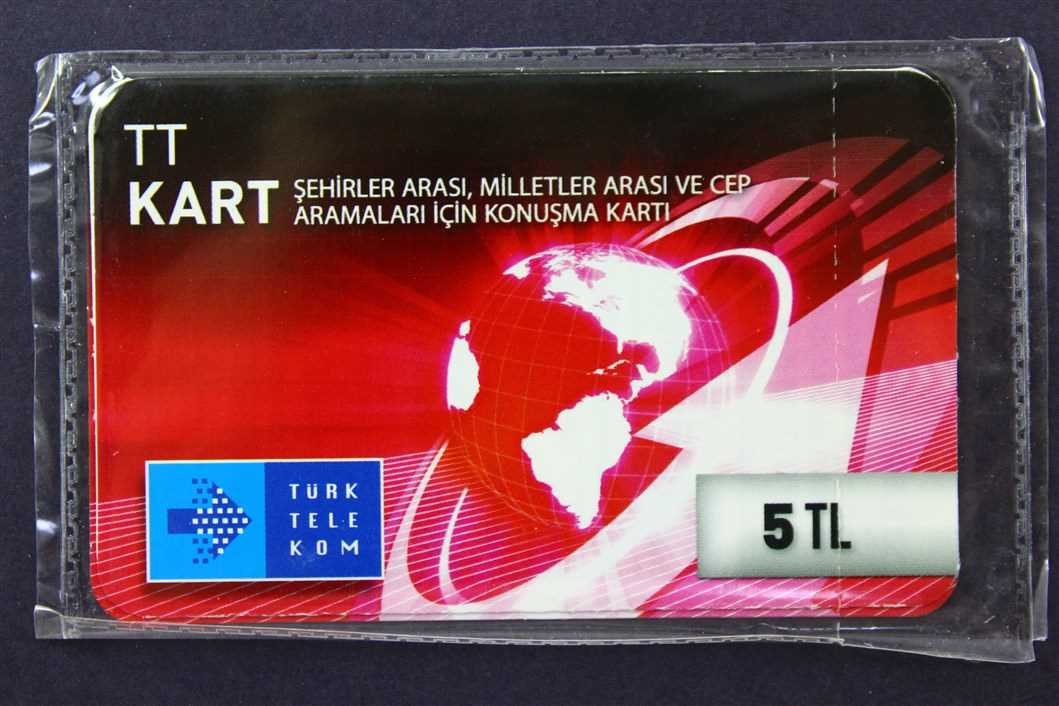 TT
KART
ŞEHİRLER ARASI, MİLLETLER ARASI VE CEP
ARAMALARI İÇİN KONUŞMA KARTI
TÜRK
TELE
KOM
5 TL